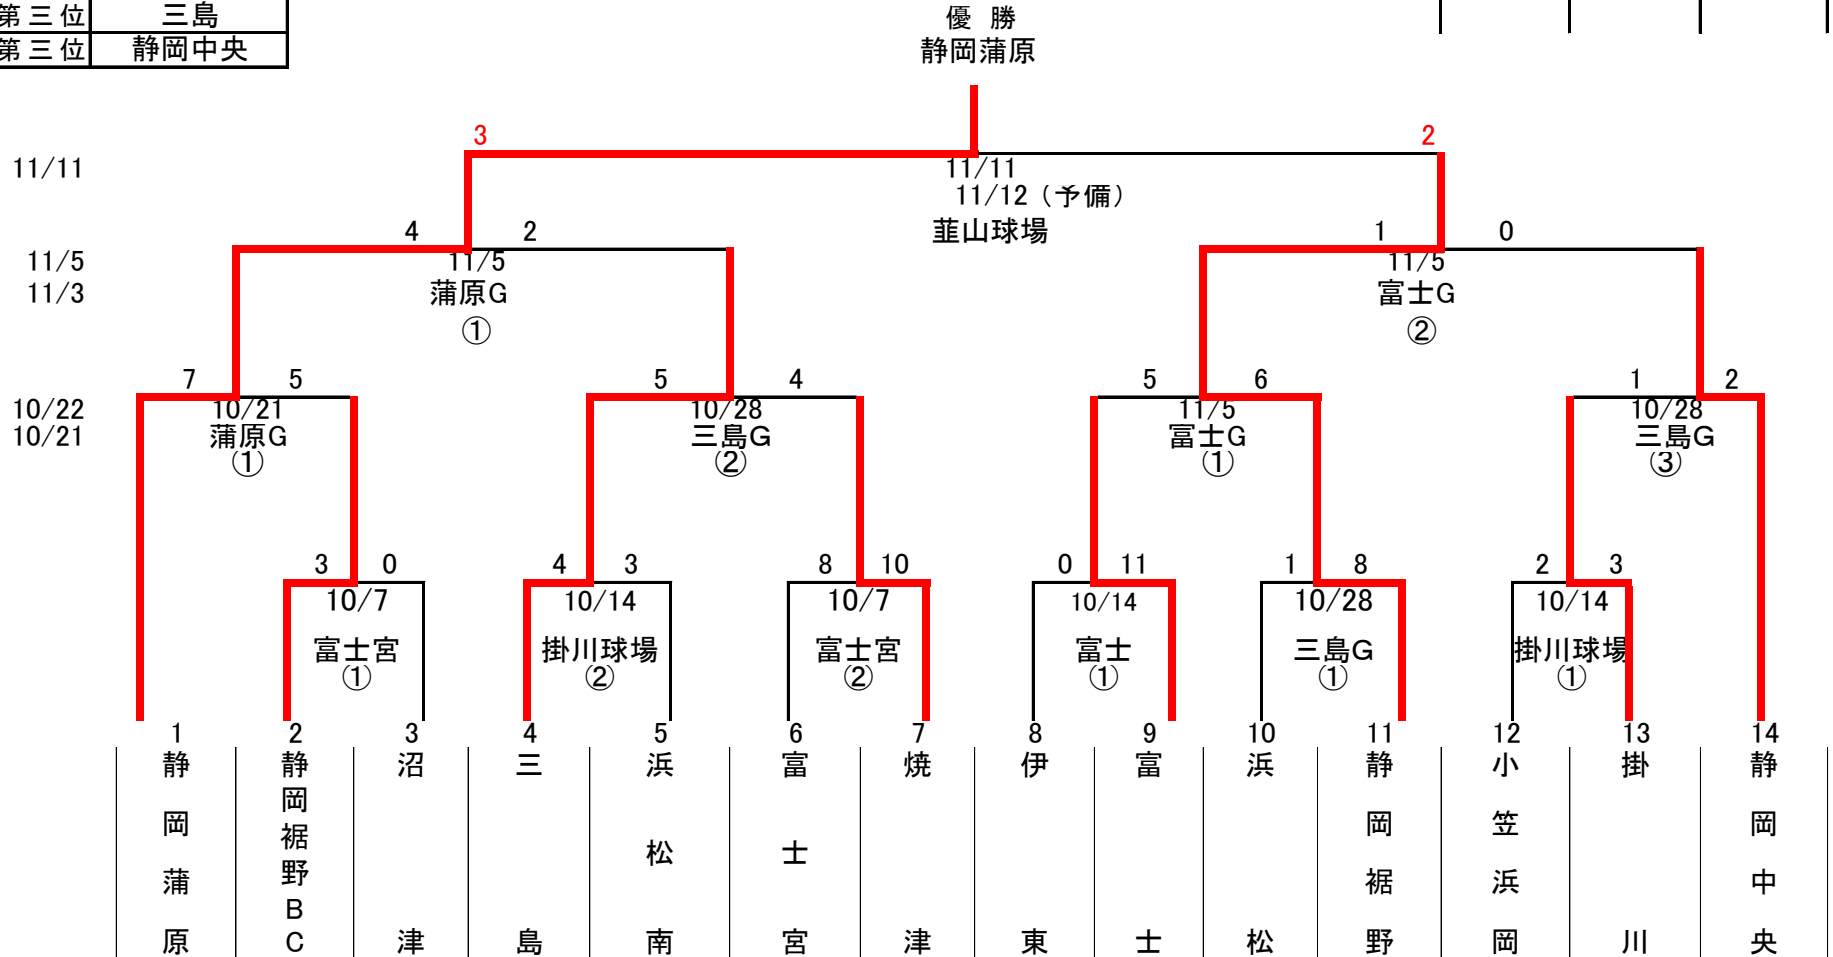 第三位 三島
第三位 静岡中央
優 勝
静岡蒲原
3 2
11/11 11/11
11/12（予備）
韮山球場
4 2 1 0
11/5 11/5 11/5
11/3 蒲原G 富士G
① ②
7 5 5 4 5 6 1 2
10/22 10/21 10/28 11/5 10/28
10/21 蒲原G 三島G 富士G 三島G
① ② ① ③
3 0 4 3 8 10 0 11 1 8 2 3
10/7 10/14 10/7 10/14 10/28 10/14
富士宮 掛川球場 富士宮 富士 三島G 掛川球場
① ② ② ① ① ①
1 2 3 4 5 6 7 8 9 10 11 12 13 14
静岡蒲原
静岡裾野BC
沼津
三島
浜松南
富士宮
焼津
伊東
富士
浜松
静岡裾野
小笠浜岡
掛川
静岡中央